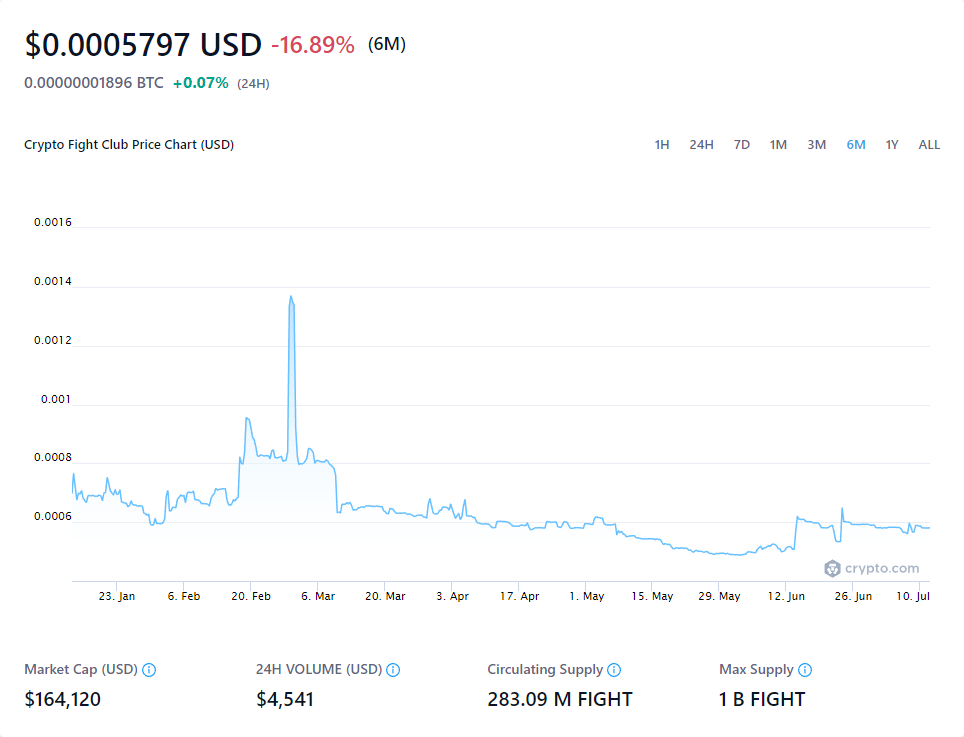 $0.0005797 USD -16.89% (6M)
0.00000001896 BTC +0.07% (24H)
Crypto Fight Club Price Chart (USD) 1H 24H 7D 1M 3M 6M 1Y ALL
0.0016
0.0014
0.0012
0.001
0.0008
0.0006
crypto.com
23. Jan 6. Feb 20. Feb 6. Mar 20. Mar 3. Apr 17. Apr 1. May 15. May 29. May 12. Jun 26. Jun 10. Jul
Market Cap (USD) 24H VOLUME (USD) Circulating Supply Max Supply
$164,120 $4,541 283.09 M FIGHT 1 B FIGHT